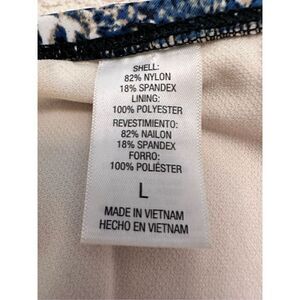 SHELL:
82% NYLON
18% SPANDEX
LINING:
100% POLYESTER
REVESTIMIENTO:
82% NAILON
18% SPANDEX
FORRO:
100% POLIÉSTER
L
MADE IN VIETNAM
HECHO EN VIETNAM